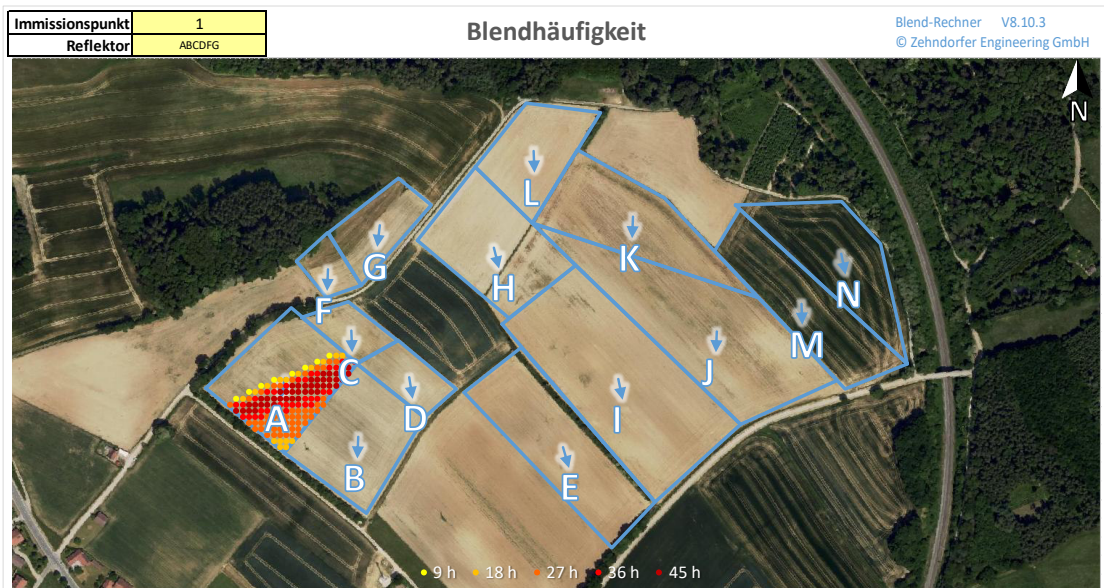 Immissionspunkt 1
Reflektor ABCDFG
Blendhäufigkeit
Blend-Rechner V8.10.3
© Zehndorfer Engineering GmbH
N
L
K
G
H
N
F
M
C
J
A
D
I
B
E
9 h 18 h 27 h 36 h 45 h